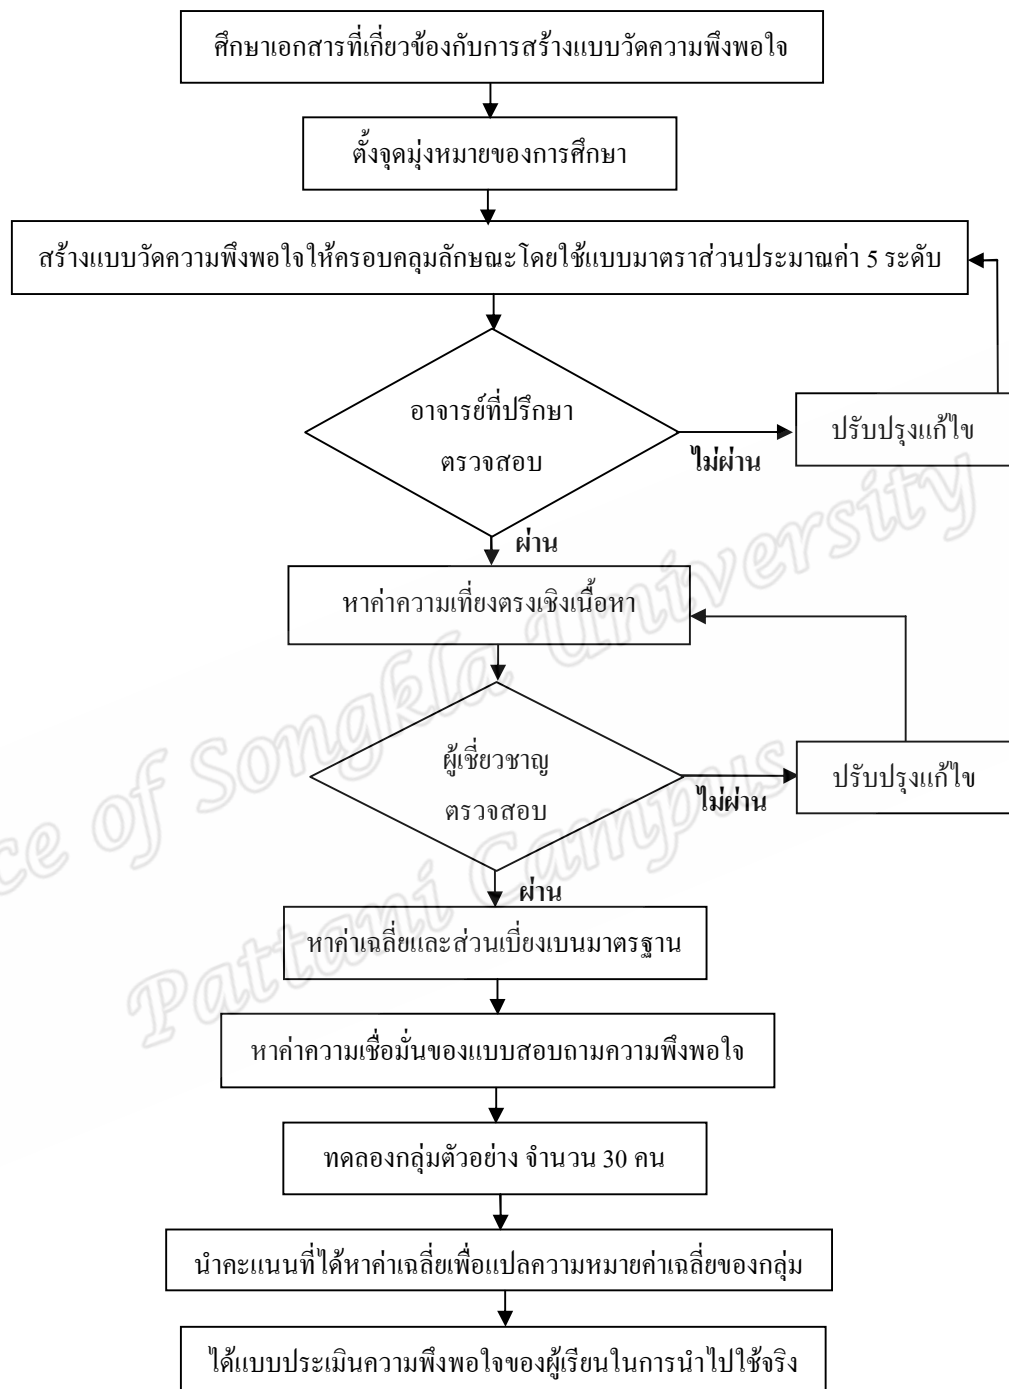 ศึกษาเอกสารที่เกี่ยวข้องกับการสร้างแบบวัดความพึงพอใจ
ตั้งจุดมุ่งหมายของการศึกษา
สร้างแบบวัดความพึงพอใจให้ครอบคลุมลักษณะโดยใช้แบบมาตราส่วนประมาณค่า 5 ระดับ
อาจารย์ที่ปรึกษา
ตรวจสอบ
ไม่ผ่าน
ปรับปรุงแก้ไข
ผ่าน
หาค่าความเที่ยงตรงเชิงเนื้อหา
ผู้เชี่ยวชาญ
ตรวจสอบ
ไม่ผ่าน
ปรับปรุงแก้ไข
ผ่าน
หาค่าเฉลี่ยและส่วนเบี่ยงเบนมาตรฐาน
หาค่าความเชื่อมั่นของแบบสอบถามความพึงพอใจ
ทดลองกลุ่มตัวอย่าง จำนวน 30 คน
นำคะแนนที่ได้หาค่าเฉลี่ยเพื่อแปลความหมายค่าเฉลี่ยของกลุ่ม
ได้แบบประเมินความพึงพอใจของผู้เรียนในการนำไปใช้จริง
ce of Songkla University
Pattani Campus